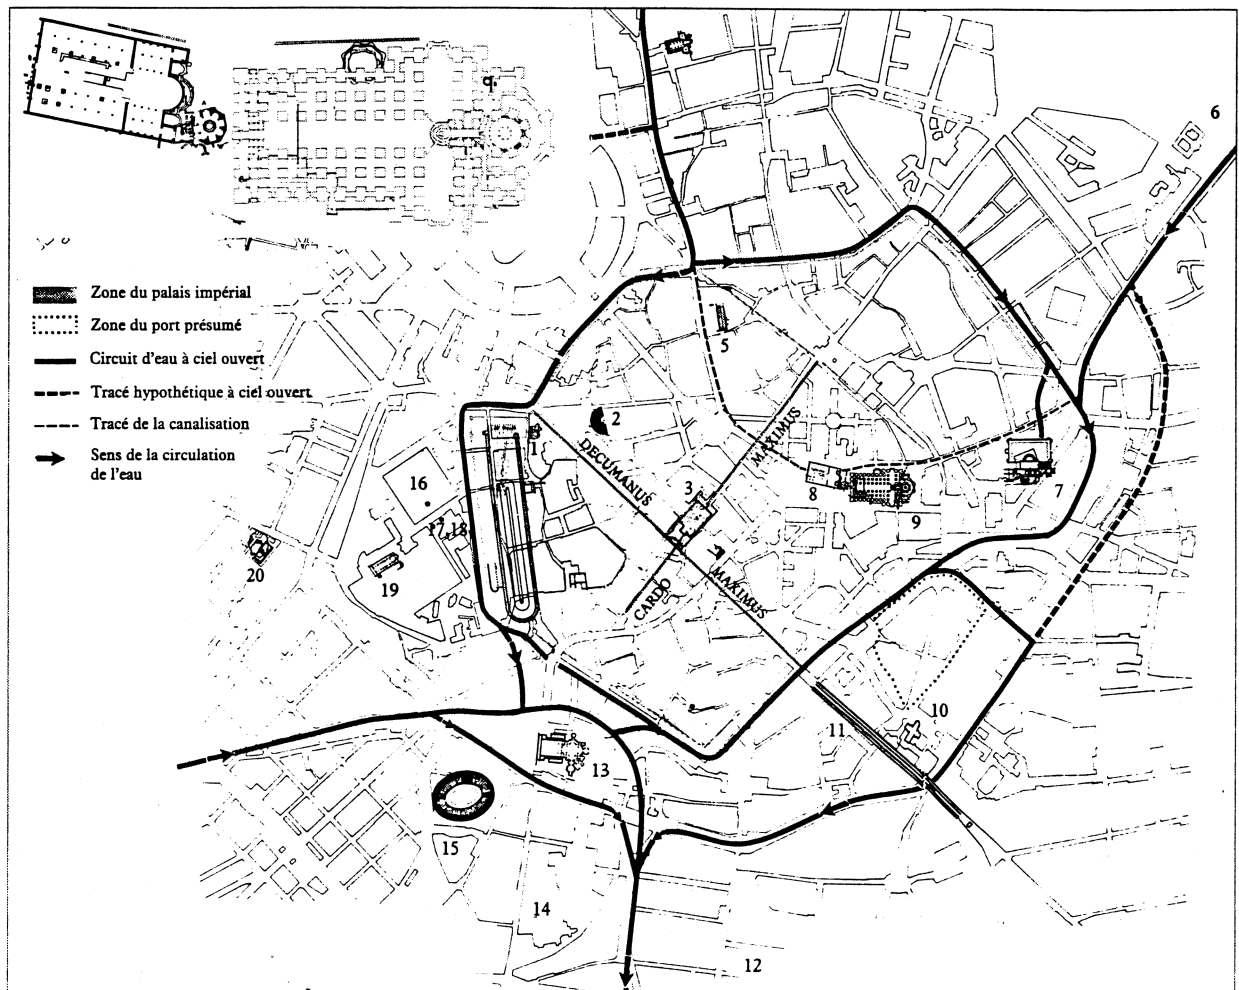 Zone du palais impérial
Zone du port présumé
Circuit d'eau à ciel ouvert
Tracé hypothétique à ciel ouvert
Tracé de la canalisation
Sens de la circulation
de l'eau
6
5
2
1
DECUMANUS
MAXIMUS
3
16
8
7
9
17
18
MAXIMUS
20
19
CARDO
10
11
13
15
14
12